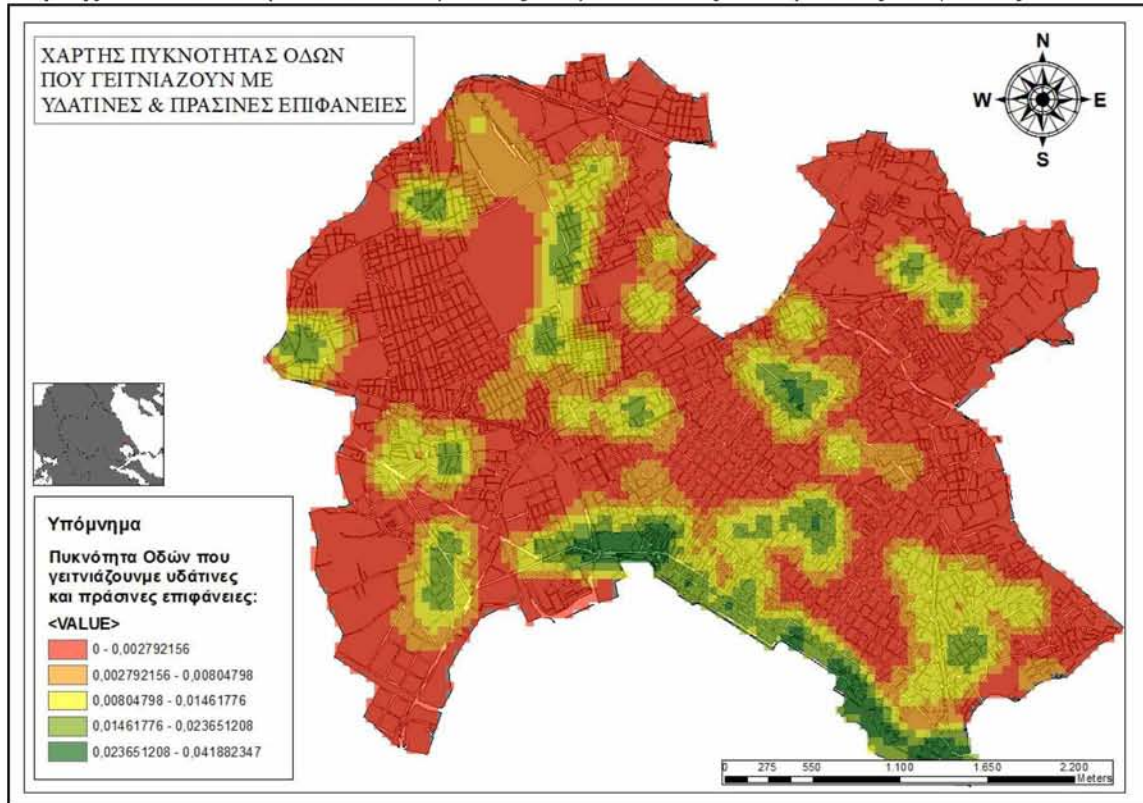 ΧΑΡΤΗΣ ΠΥΚΝΟΤΗΤΑΣ ΟΔΩΝ
ΠΟΥ ΓΕΙΤΝΙΑΖΟΥΝ ΜΕ
ΥΔΑΤΙΝΕΣ & ΠΡΑΣΙΝΕΣ ΕΠΙΦΑΝΕΙΕΣ
N
W E
S
Υπόμνημα
Πυκνότητα Οδών που
γειτνιάζουνμε υδάτινες
και πράσινες επιφάνειες:
<VALUE>
0 - 0,002792156
0,002792156 - 0,00804798
0,00804798 - 0,01461776
0,01461776 - 0,023651208
0,023651208 - 0,041882347
0 275 550 1.100 1.650 2.200
Meters